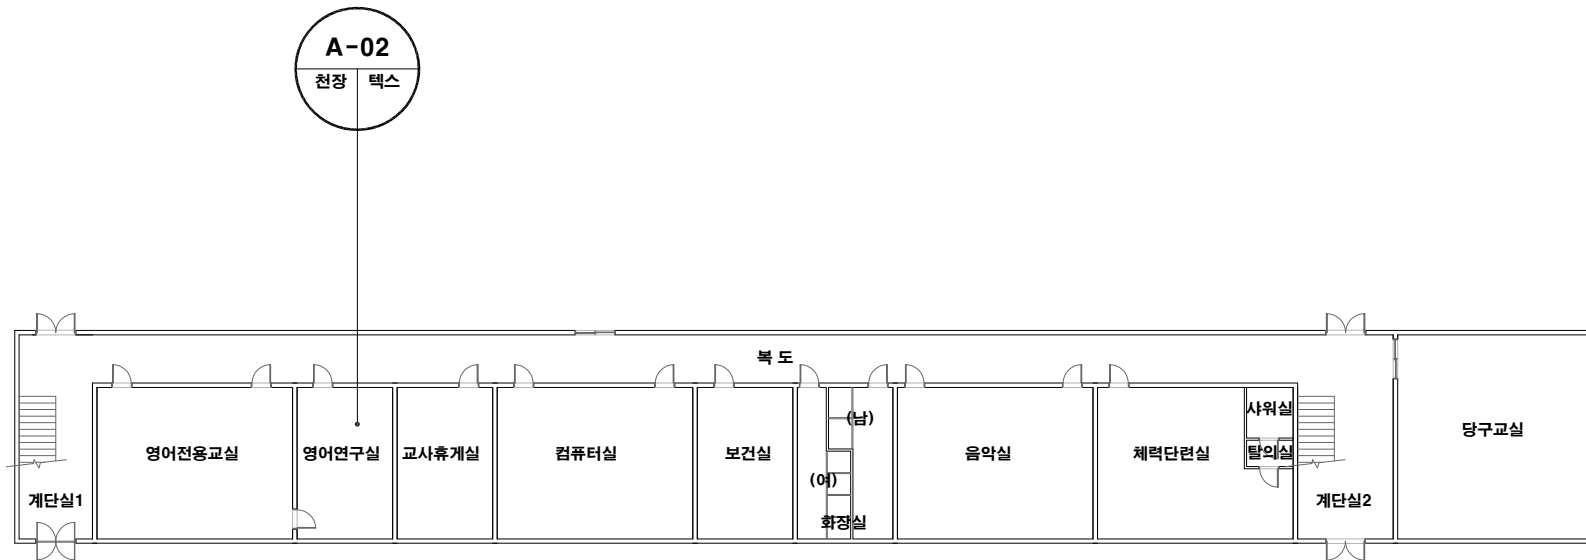 A-02
천장 텍스
복 도
영어전용교실
영어연구실
교사휴게실
컴퓨터실
보건실
(여)
(남)
화장실
음악실
체력단련실
샤워실
탈의실
당구교실
계단실1
계단실2